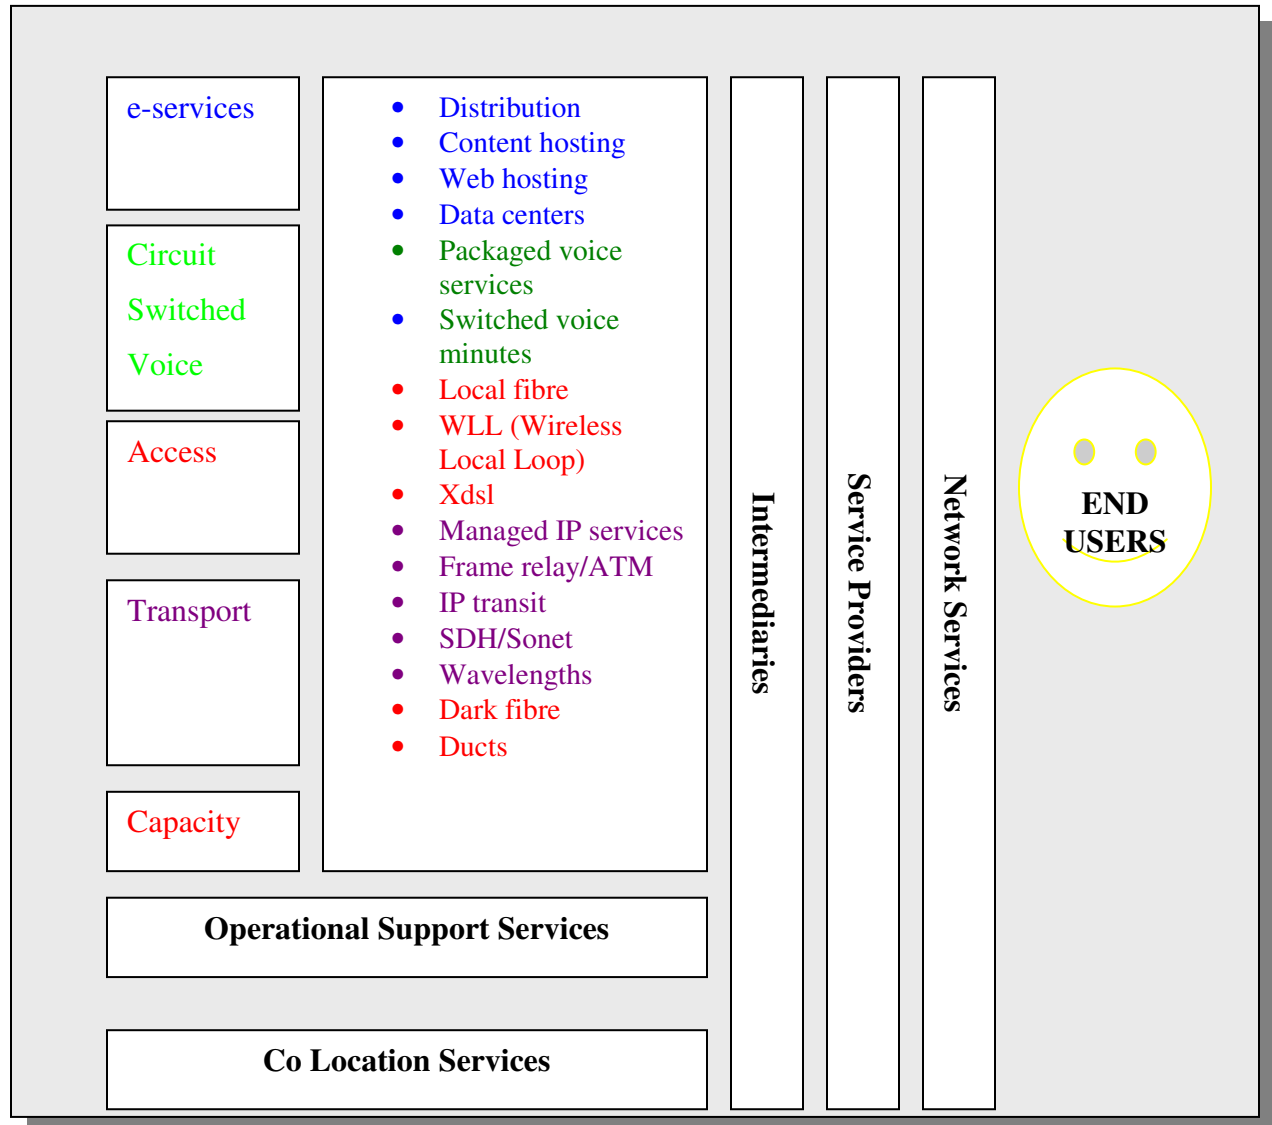 e-services
Circuit
Switched
Voice
Access
Transport
Capacity
• Distribution
• Content hosting
• Web hosting
• Data centers
• Packaged voice
services
• Switched voice
minutes
• Local fibre
• WLL (Wireless
Local Loop)
• Xdsl
• Managed IP services
• Frame relay/ATM
• IP transit
• SDH/Sonet
• Wavelengths
• Dark fibre
• Ducts
Operational Support Services
Co Location Services
Intermediaries
Service Providers
Network Services
END
USERS